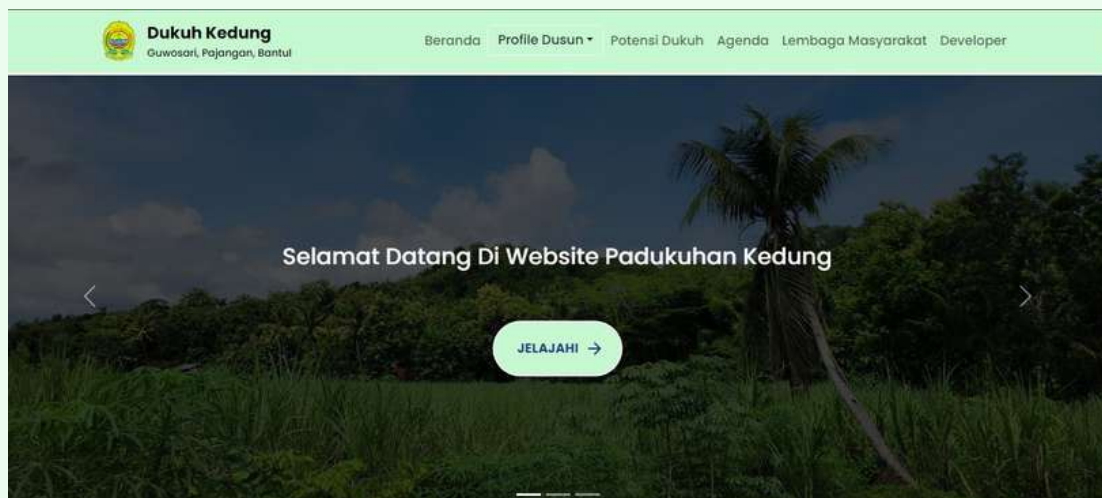 Dukuh Kedung
Guwosari, Pajangan, Bantul
Beranda Profile Dusun Potensi Dukuh Agenda Lembaga Masyarakat Developer
Selamat Datang Di Website Padukuhan Kedung
JELAJAHI →